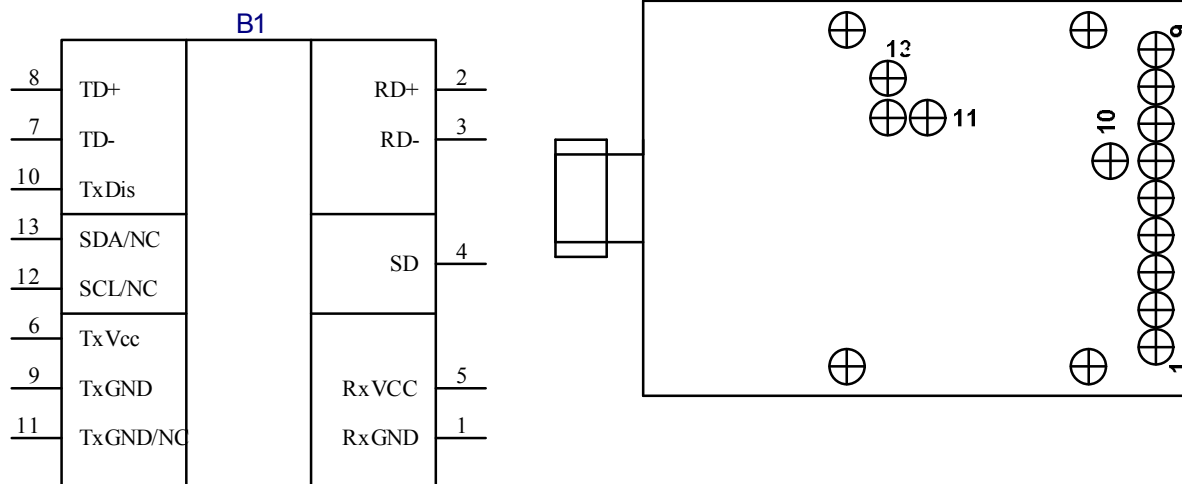 B1
8 TD+ RD+ 2
7 TD- RD- 3
10 TxDis
13 SDA/NC
SD 4
12 SCL/NC
6 TxVcc
9 TxGND RxVCC 5
11 TxGND/NC RxGND 1
9
13
11
10
1